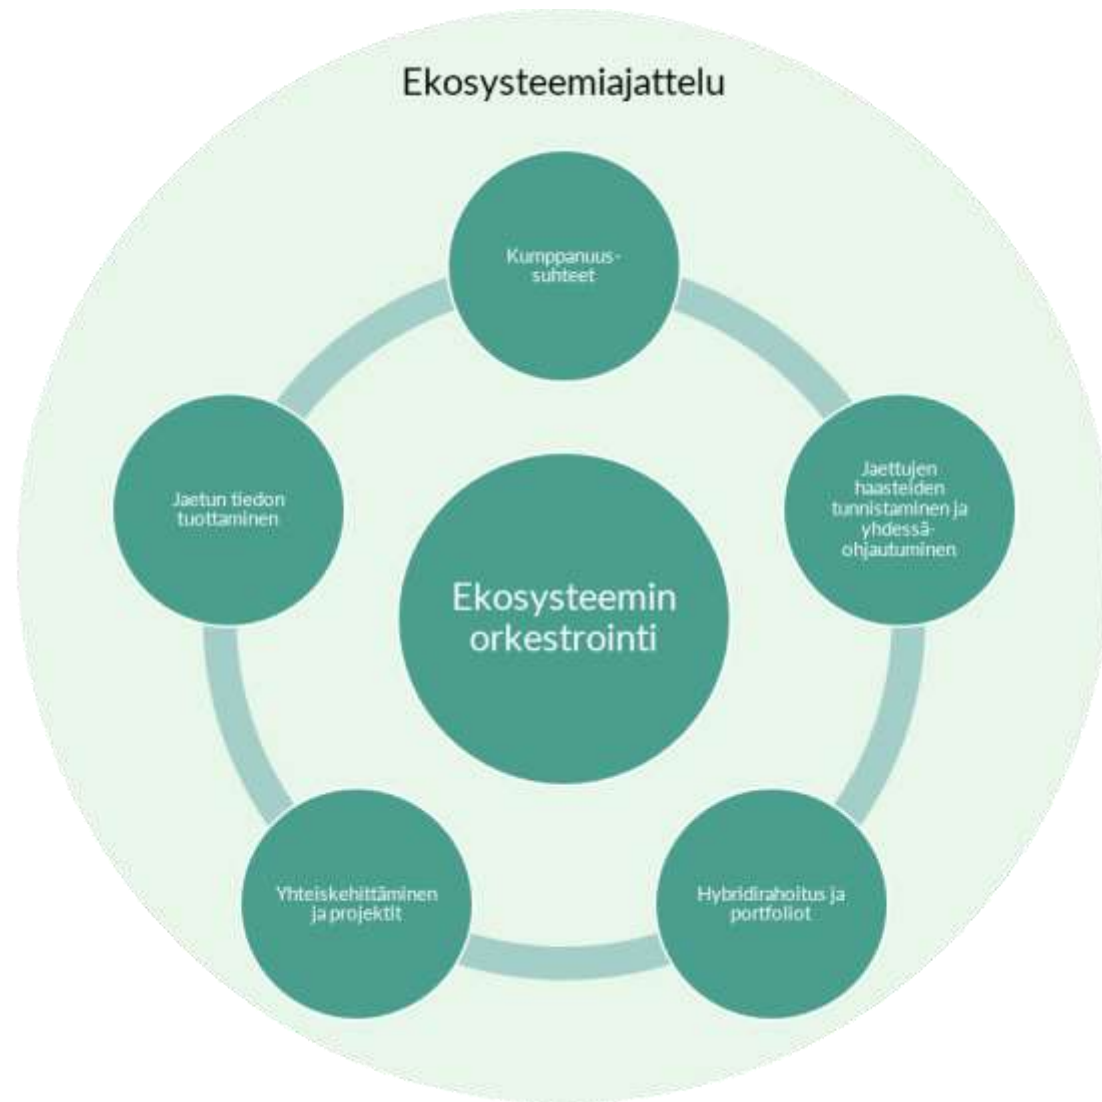 Ekosysteemiajattelu
Kumppanuus-
suhteet
Jaettujen
haasteiden
tunnistaminen ja
yhdessä-
ohjautuminen
Jaetun tiedon
tuottaminen
Ekosysteemin
orkestrointi
Yhteiskehittäminen
ja projektit
Hybridirahoitus ja
portfoliot